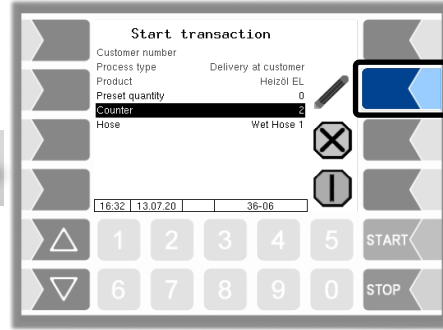 Start transaction
Customer number
Process type Delivery at customer
Product Heizöl EL
Preset quantity 0
Counter 2
Hose Wet Hose 1
16:32 13.07.20 36-06
1 2 3 4 5 START
6 7 8 9 0 STOP